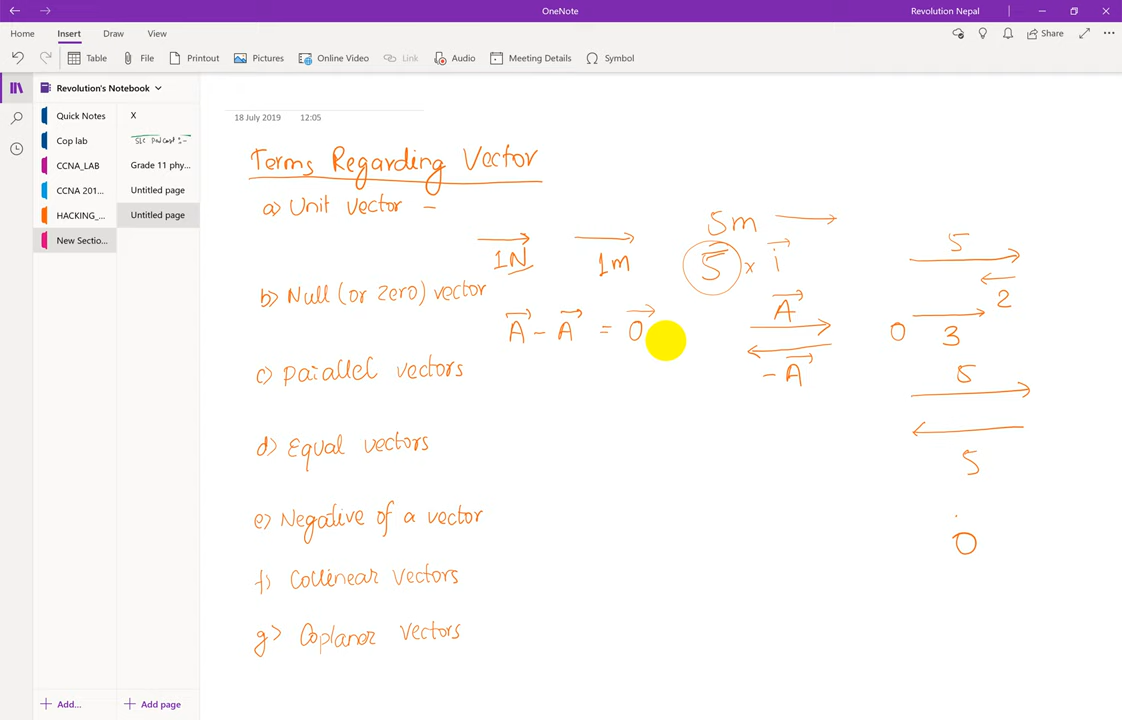 OneNote
Revolution Nepal
Home
Insert
Draw
View
Share
Table
File
Printout
Pictures
Online Video
Link
Audio
Meeting Details
Symbol
Revolution's Notebook
Quick Notes
Cop lab
CCNA_LAB
CCNA 201...
HACKING_...
New Sectio...
X
Grade 11 phy...
Untitled page
Untitled page
18 July 2019 12:05
Terms Regarding Vector
a) Unit vector -
1N 1m
5m
5 × i
b) Null (or zero) vector
A - A = 0
A
-A
5
2
0 3
5
5
0
c) Parallel vectors
d) Equal vectors
e) Negative of a vector
f) Collinear vectors
g) Coplanar vectors
Add...
Add page